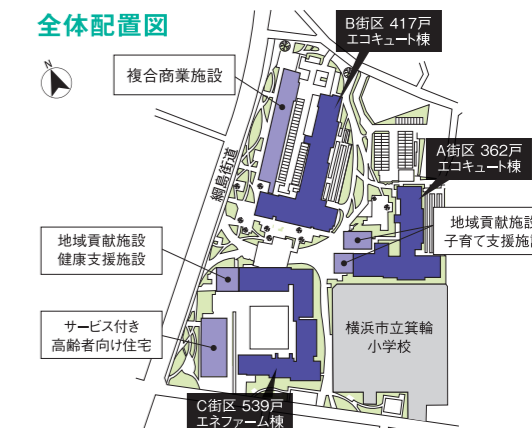 全体配置図
N
B街区 417戸
エコキュート棟
複合商業施設
綱島街道
A街区 362戸
エコキュート棟
地域貢献施設
子育て支援施
地域貢献施設
健康支援施設
サービス付き
高齢者向け住宅
横浜市立箕輪
小学校
C街区 539戸
エネファーム棟